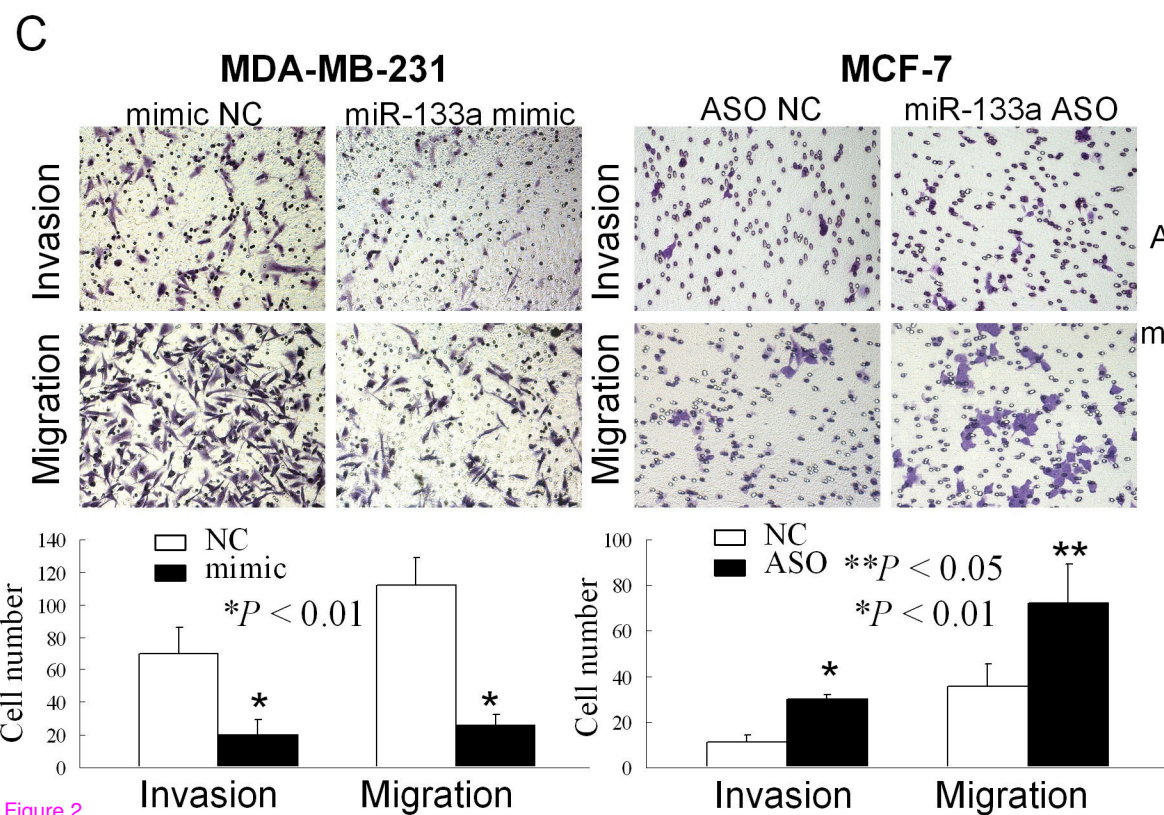 C
MDA-MB-231
MCF-7
mimic NC
miR-133a mimic
ASO NC
miR-133a ASO
Invasion
Invasion
A
Migration
Migration
m
140
120
100
80
60
40
20
0
Cell number
NC
mimic
*P < 0.01
*
*
Invasion
Migration
100
80
60
40
20
0
Cell number
NC
ASO
**P < 0.05
*P < 0.01
*
**
Invasion
Migration
Figure 2